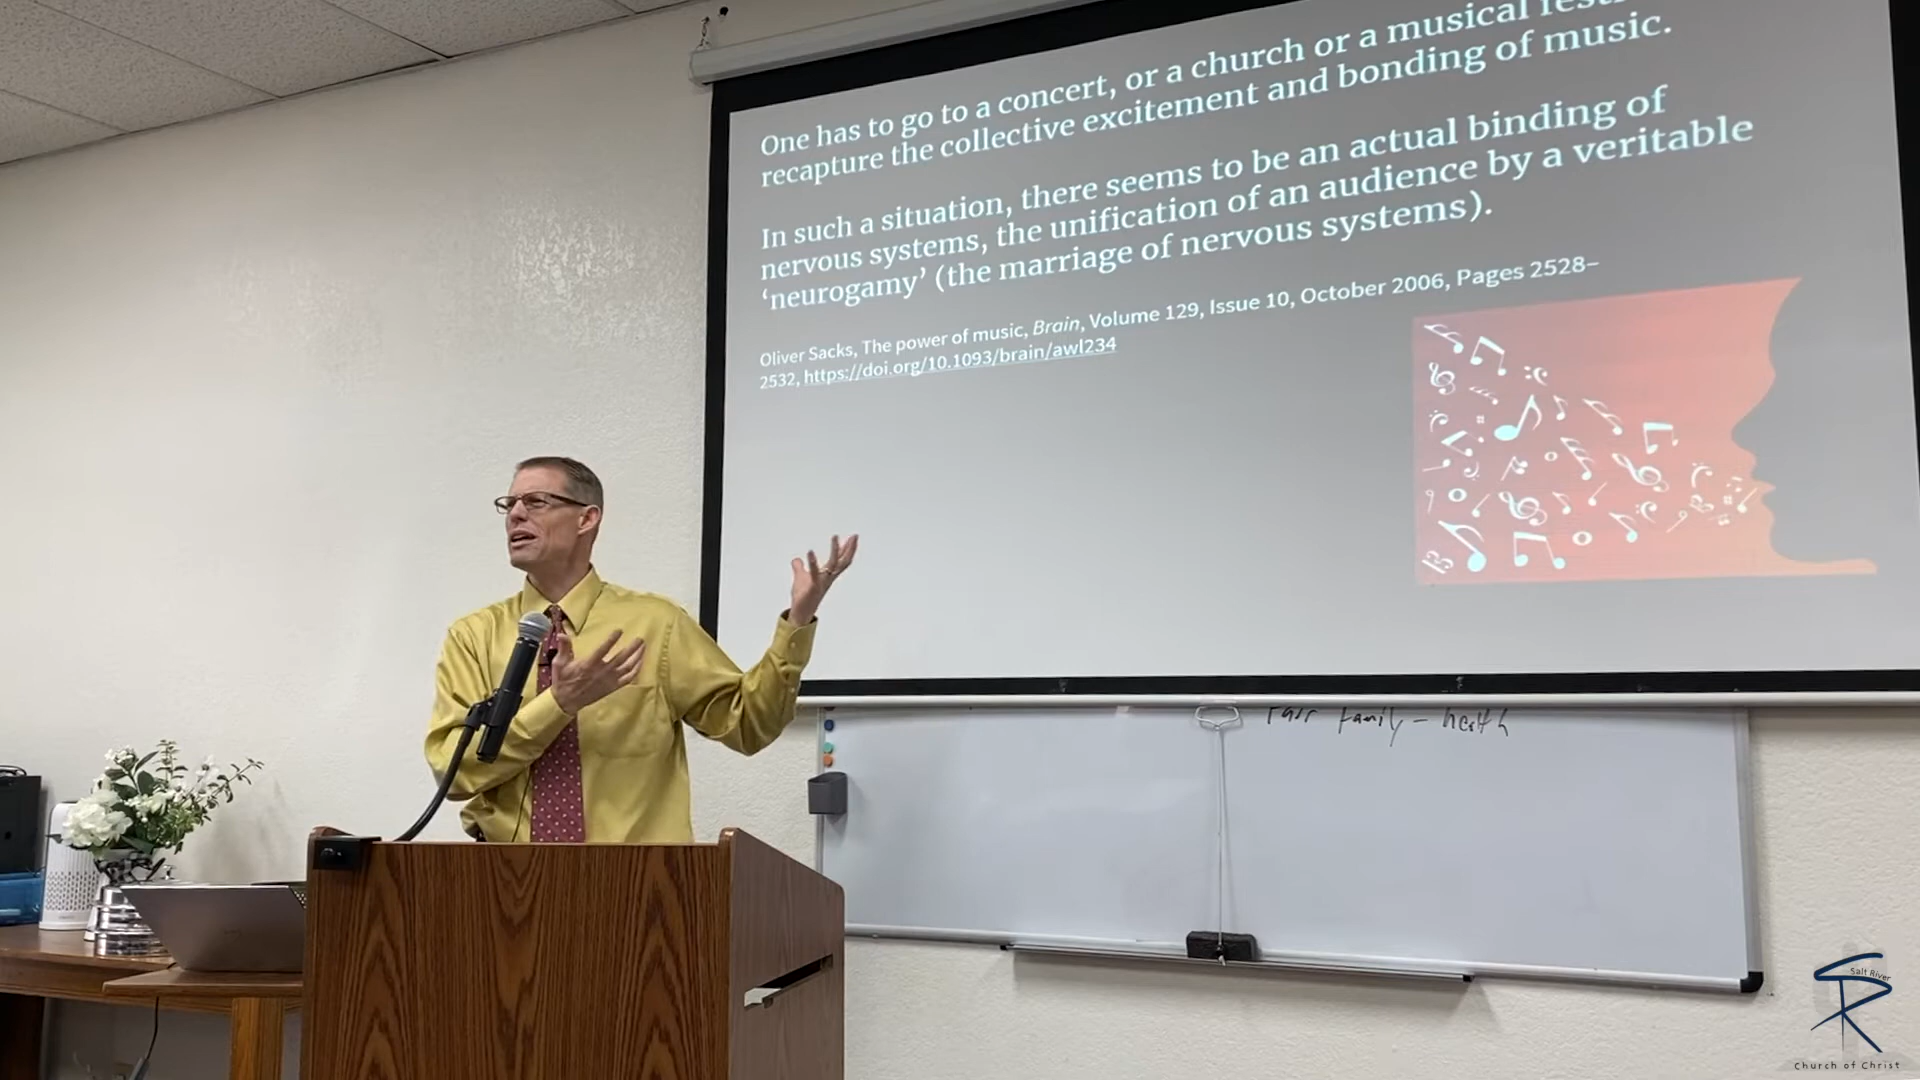 One has to go to a concert, or a church or a musical
recapture the collective excitement and bonding of music.
In such a situation, there seems to be an actual binding of
nervous systems, the unification of an audience by a veritable
‘neurogamy’ (the marriage of nervous systems).
Oliver Sacks, The power of music, Brain, Volume 129, Issue 10, October 2006, Pages 2528–
2532, https://doi.org/10.1093/brain/awl234
family –
Salt River
Church of Christ